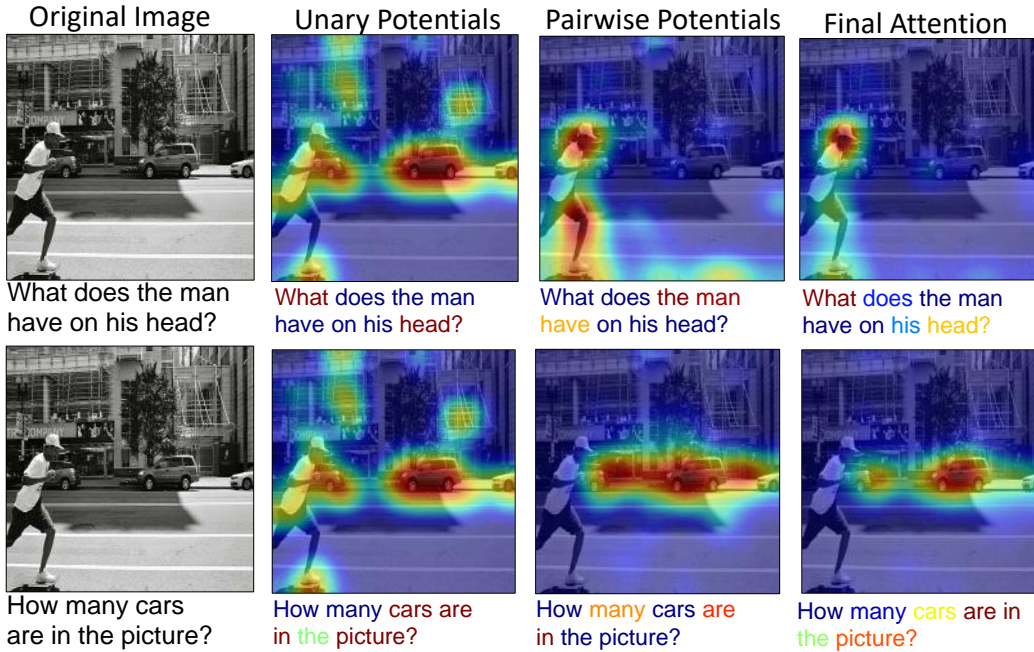 Original Image
Unary Potentials
Pairwise Potentials
Final Attention
What does the man
have on his head?
What does the man
have on his head?
What does the man
have on his head?
What does the man
have on his head?
How many cars
are in the picture?
How many cars are
in the picture?
How many cars are
in the picture?
How many cars are in
the picture?
COMPANY
COMPANY